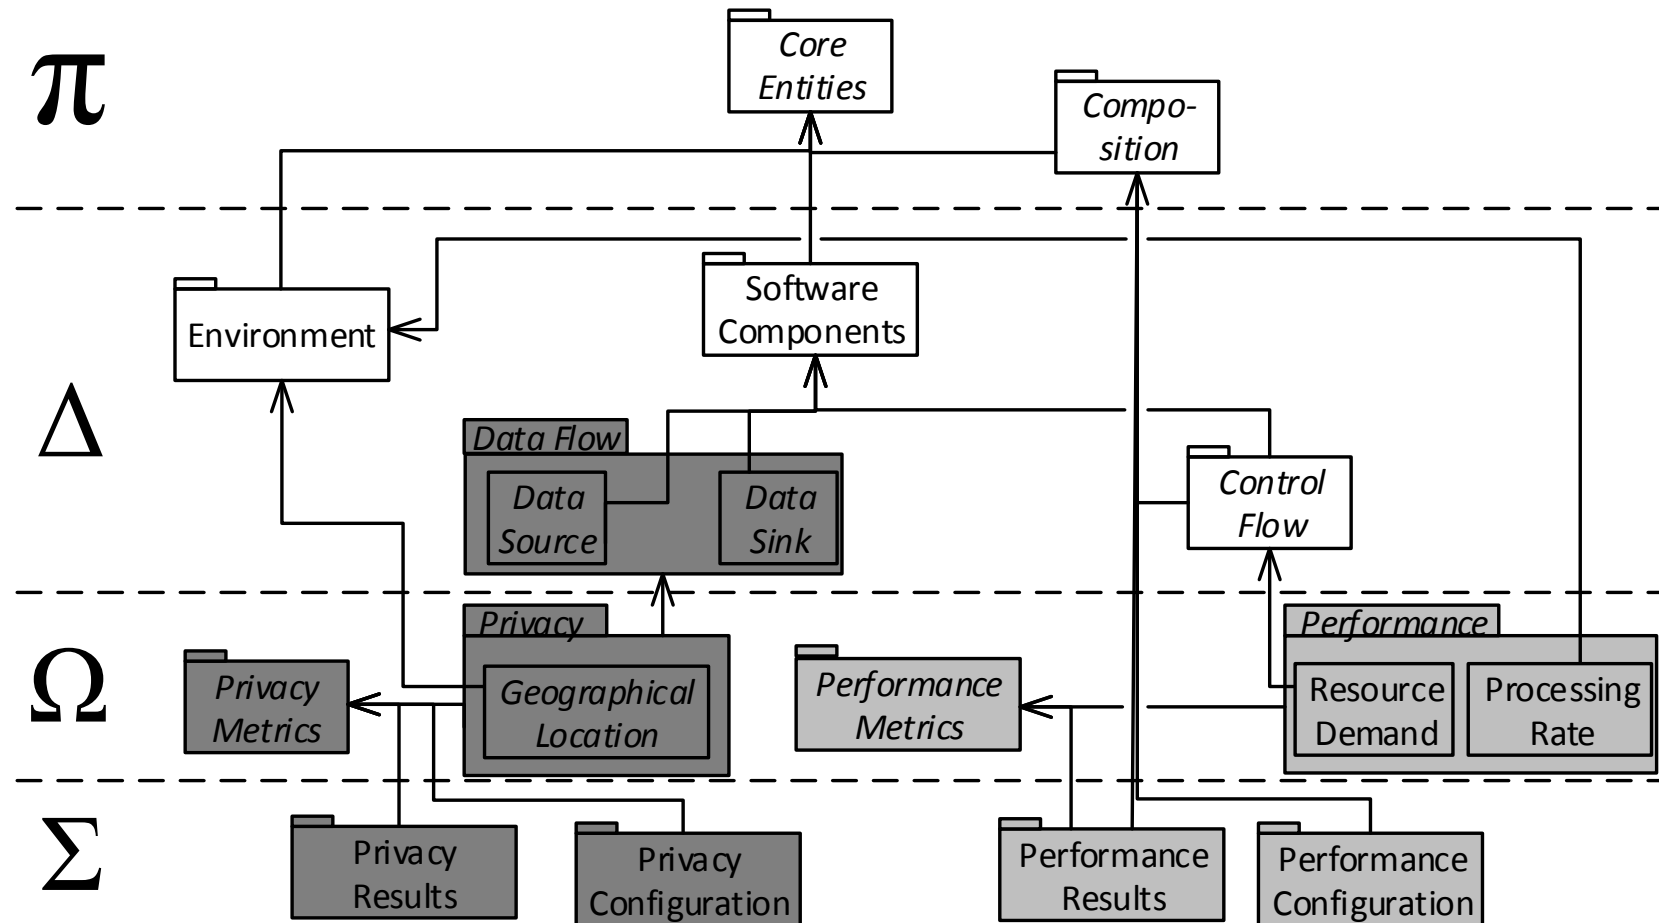 π
Core
Entities
Compo-
sition
Δ
Environment
Software
Components
Data Flow
Data
Source
Data
Sink
Control
Flow
Ω
Privacy
Metrics
Privacy
Geographical
Location
Performance
Metrics
Performance
Resource
Demand
Processing
Rate
Σ
Privacy
Results
Privacy
Configuration
Performance
Results
Performance
Configuration